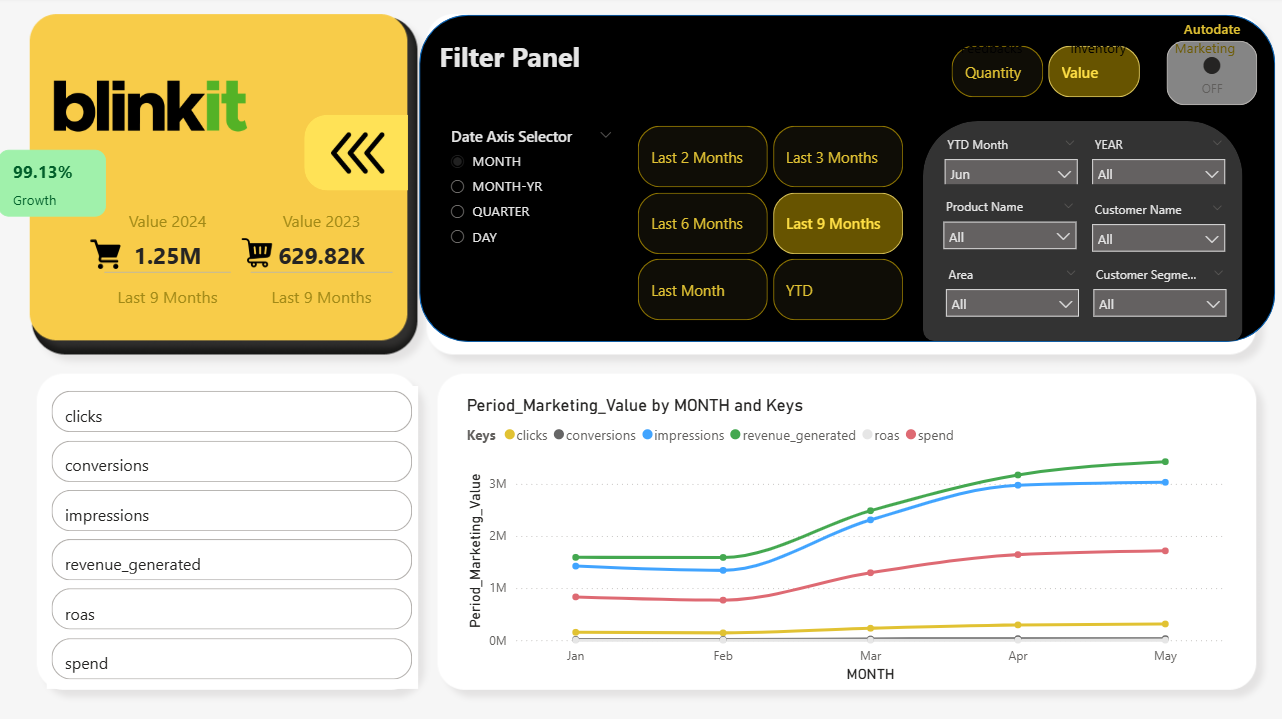 blinkit
99.13%
Growth
Value 2024
Value 2023
1.25M
629.82K
Last 9 Months
Last 9 Months
Filter Panel
Inventory
Autodate
Marketing
Quantity
Value
OFF
Date Axis Selector
MONTH
MONTH-YR
QUARTER
DAY
Last 2 Months
Last 3 Months
Last 6 Months
Last 9 Months
Last Month
YTD
YTD Month
YEAR
Jun
All
Product Name
Customer Name
All
All
Area
Customer Segme...
All
All
clicks
conversions
impressions
revenue_generated
roas
spend
Period_Marketing_Value by MONTH and Keys
Keys clicks conversions impressions revenue_generated roas spend
Period_Marketing_Value
3M
2M
1M
0M
Jan Feb Mar Apr May
MONTH